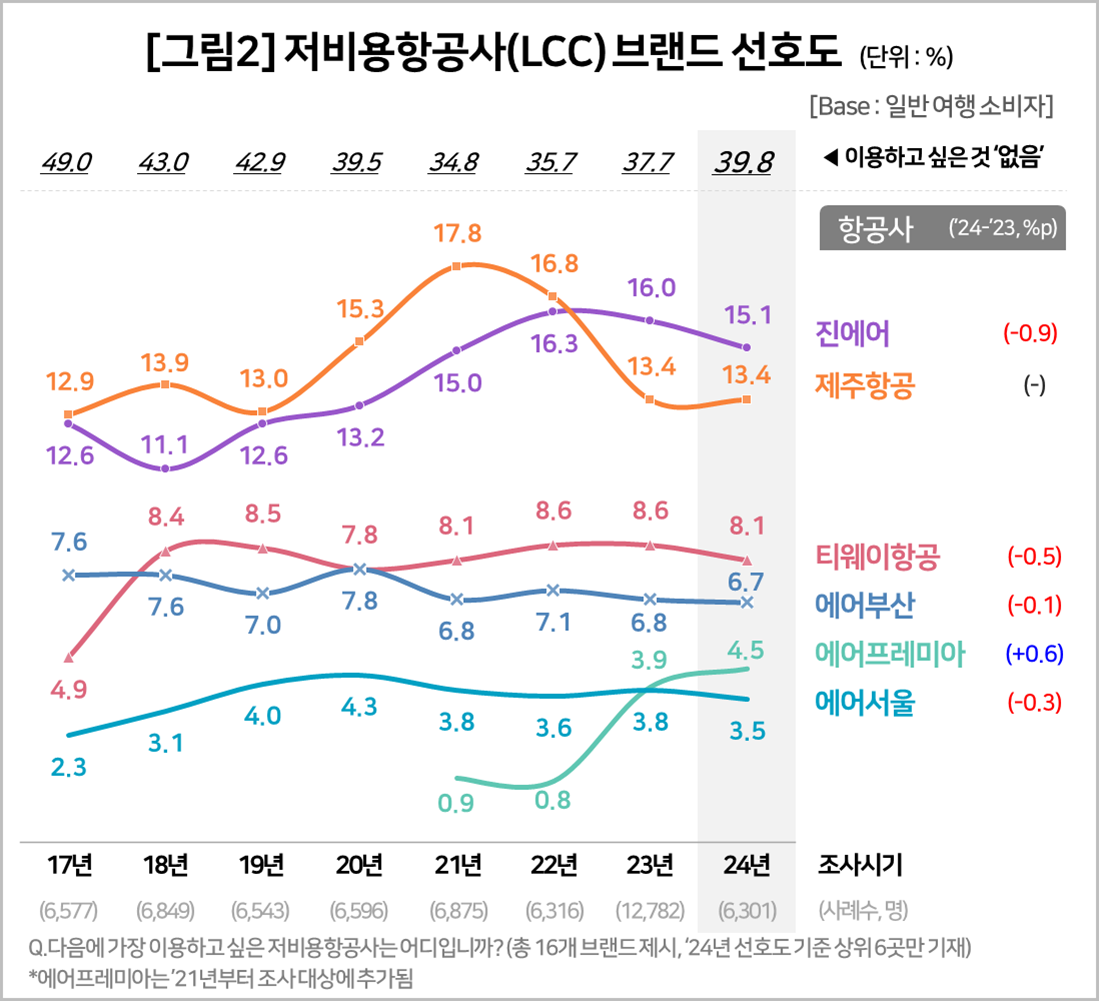 [그림2] 저비용항공사(LCC) 브랜드 선호도 (단위 : %)
[Base : 일반 여행 소비자]
49.0 43.0 42.9 39.5 34.8 35.7 37.7 39.8 ◀ 이용하고 싶은 것 ‘없음’
항공사 (’24-’23, %p)
17.8
16.8
16.0
15.3 15.1
진에어 (-0.9)
16.3
13.9 13.0 12.9 15.0 13.4 13.4
제주항공 (-)
12.6 11.1 12.6 13.2
8.4 8.5 7.8 8.1 8.6 8.6 8.1
7.6
티웨이항공 (-0.5)
6.7
7.6 7.0 7.8 6.8 7.1 6.8
에어부산 (-0.1)
3.9 4.5
에어프레미아 (+0.6)
4.9
에어서울 (-0.3)
2.3 3.1 4.0 4.3 3.8 3.6 3.8 3.5
0.9 0.8
17년 18년 19년 20년 21년 22년 23년 24년 조사시기
(6,577) (6,849) (6,543) (6,596) (6,875) (6,316) (12,782) (6,301) (사례수, 명)
Q.다음에 가장 이용하고 싶은 저비용항공사는 어디입니까? (총 16개 브랜드 제시, ’24년 선호도 기준 상위 6곳만 기재)
*에어프레미아는 ’21년부터 조사 대상에 추가됨